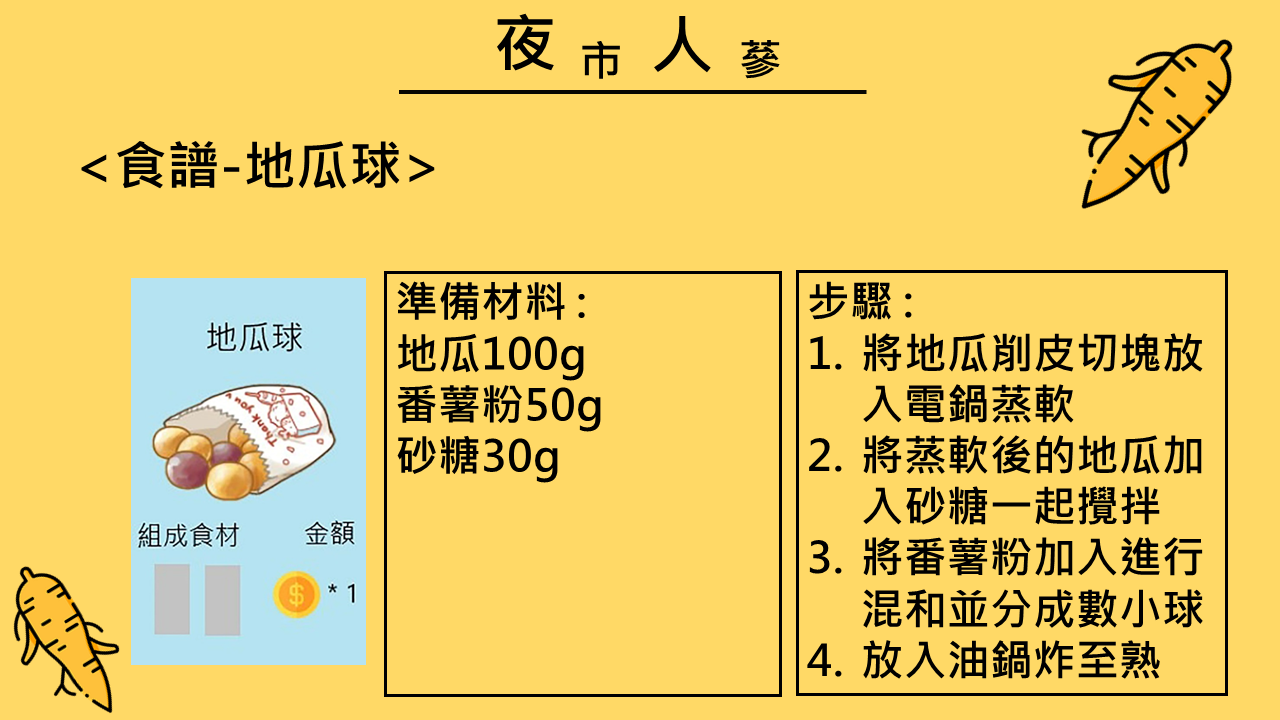 夜市人蔘
<食譜-地瓜球>
地瓜球
Thank you
組成食材 金額
$ * 1
準備材料:
地瓜100g
番薯粉50g
砂糖30g
步驟:
1. 將地瓜削皮切塊放
入電鍋蒸軟
2. 將蒸軟後的地瓜加
入砂糖一起攪拌
3. 將番薯粉加入進行
混和並分成數小球
4. 放入油鍋炸至熟